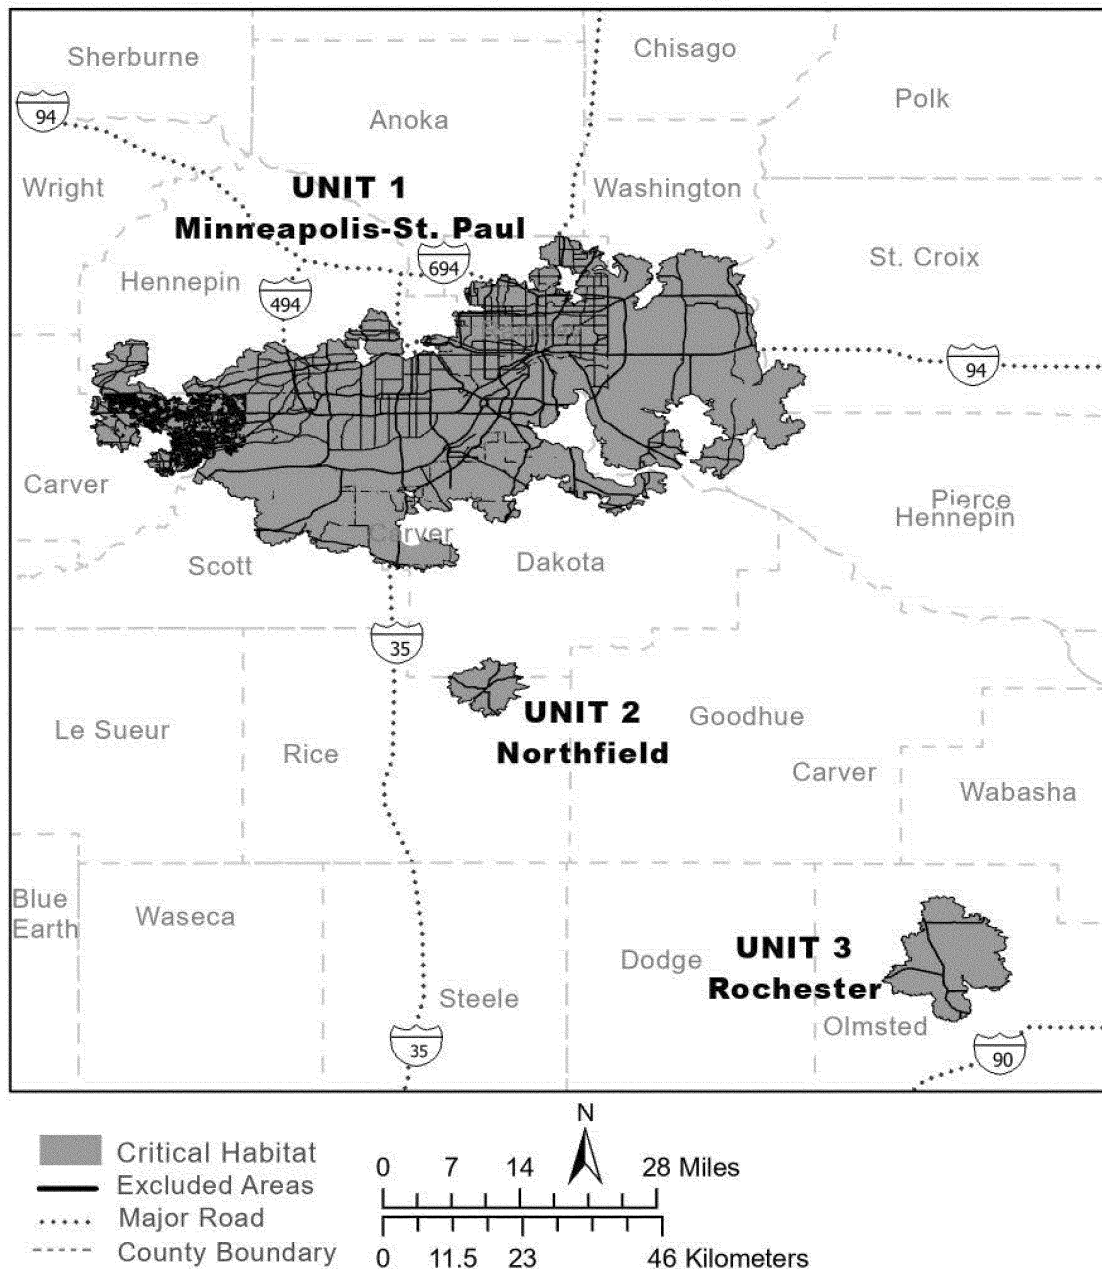 Sherburne
Chisago
Polk
94
Anoka
Wright
UNIT 1
Washington
Minneapolis-St. Paul
St. Croix
694
Hennepin
494
94
Carver
Pierce
Hennepin
Carver
Scott
Dakota
35
UNIT 2
Northfield
Goodhue
Le Sueur
Rice
Carver
Wabasha
Blue
Earth
Waseca
UNIT 3
Rochester
Dodge
Steele
Olmsted
35
90
N
Critical Habitat
Excluded Areas
Major Road
County Boundary
0 7 14 28 Miles
0 11.5 23 46 Kilometers